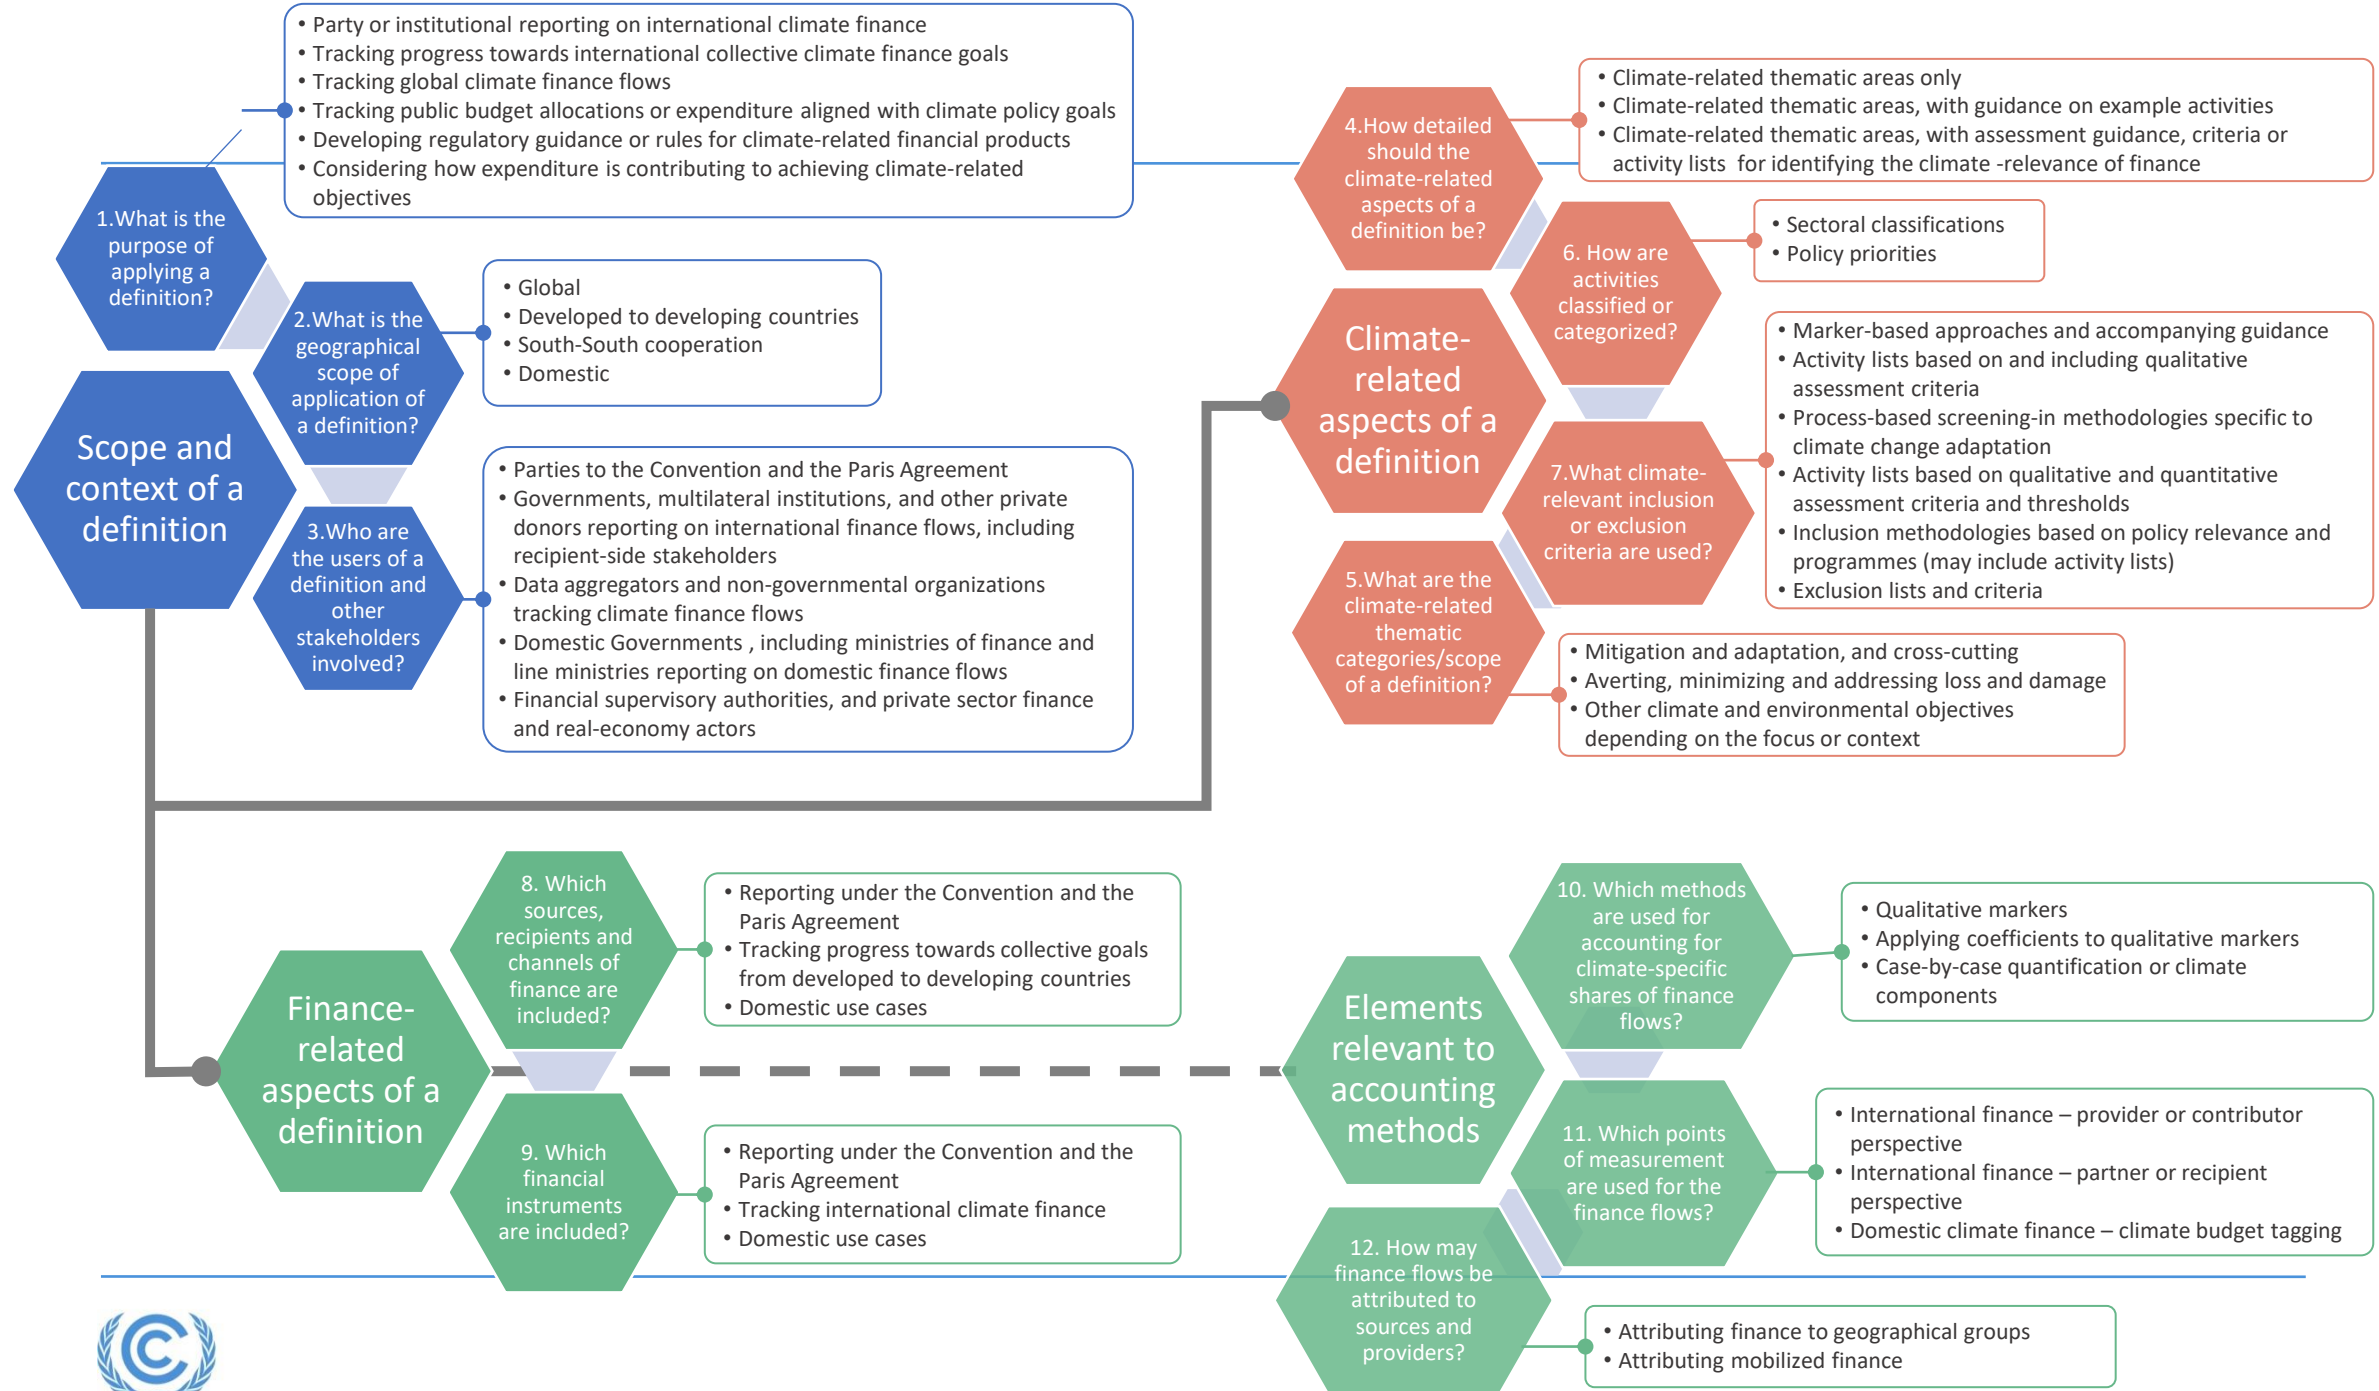 • Party or institutional reporting on international climate finance
• Tracking progress towards international collective climate finance goals
• Tracking global climate finance flows
• Tracking public budget allocations or expenditure aligned with climate policy goals
• Developing regulatory guidance or rules for climate-related financial products
• Considering how expenditure is contributing to achieving climate-related
objectives
1.What is the
purpose of
applying a
definition?
2.What is the
geographical
scope of
application of
a definition?
• Global
• Developed to developing countries
• South-South cooperation
• Domestic
Scope and
context of a
definition
3.Who are
the users of a
definition and
other
stakeholders
involved?
• Parties to the Convention and the Paris Agreement
• Governments, multilateral institutions, and other private
donors reporting on international finance flows, including
recipient-side stakeholders
• Data aggregators and non-governmental organizations
tracking climate finance flows
• Domestic Governments , including ministries of finance and
line ministries reporting on domestic finance flows
• Financial supervisory authorities, and private sector finance
and real-economy actors
4.How detailed
should the
climate-related
aspects of a
definition be?
• Climate-related thematic areas only
• Climate-related thematic areas, with guidance on example activities
• Climate-related thematic areas, with assessment guidance, criteria or
activity lists  for identifying the climate -relevance of finance
6. How are
activities
classified or
categorized?
• Sectoral classifications
• Policy priorities
Climate-
related
aspects of a
definition
7.What climate-
relevant inclusion
or exclusion
criteria are used?
• Marker-based approaches and accompanying guidance
• Activity lists based on and including qualitative
assessment criteria
• Process-based screening-in methodologies specific to
climate change adaptation
• Activity lists based on qualitative and quantitative
assessment criteria and thresholds
• Inclusion methodologies based on policy relevance and
programmes (may include activity lists)
• Exclusion lists and criteria
5.What are the
climate-related
thematic
categories/scope
of a definition?
• Mitigation and adaptation, and cross-cutting
• Averting, minimizing and addressing loss and damage
• Other climate and environmental objectives
depending on the focus or context
8. Which
sources,
recipients and
channels of
finance are
included?
• Reporting under the Convention and the
Paris Agreement
• Tracking progress towards collective goals
from developed to developing countries
• Domestic use cases
Finance-
related
aspects of a
definition
9. Which
financial
instruments
are included?
• Reporting under the Convention and the
Paris Agreement
• Tracking international climate finance
• Domestic use cases
10. Which methods
are used for
accounting for
climate-specific
shares of finance
flows?
• Qualitative markers
• Applying coefficients to qualitative markers
• Case-by-case quantification or climate
components
Elements
relevant to
accounting
methods
11. Which points
of measurement
are used for the
finance flows?
• International finance – provider or contributor
perspective
• International finance – partner or recipient
perspective
• Domestic climate finance – climate budget tagging
12. How may
finance flows be
attributed to
sources and
providers?
• Attributing finance to geographical groups
• Attributing mobilized finance